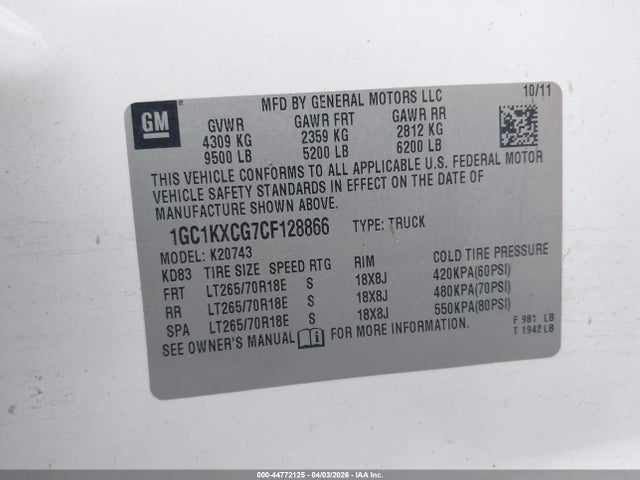 GM
®
MFD BY GENERAL MOTORS LLC
10/11
GVWR GAWR FRT GAWR RR
4309 KG 2359 KG 2812 KG
9500 LB 5200 LB 6200 LB
THIS VEHICLE CONFORMS TO ALL APPLICABLE U.S. FEDERAL MOTOR
VEHICLE SAFETY STANDARDS IN EFFECT ON THE DATE OF
MANUFACTURE SHOWN ABOVE.
1GC1KXCG7CF128866 TYPE: TRUCK
MODEL: K20743
KD83 TIRE SIZE SPEED RTG RIM COLD TIRE PRESSURE
FRT LT265/70R18E S 18X8J 420KPA(60PSI)
RR LT265/70R18E S 18X8J 480KPA(70PSI)
SPA LT265/70R18E S 18X8J 550KPA(80PSI)
SEE OWNER'S MANUAL FOR MORE INFORMATION.
F 981 LB
T 1942 LB
000-44772125 - 04/03/2026 - IAA Inc.